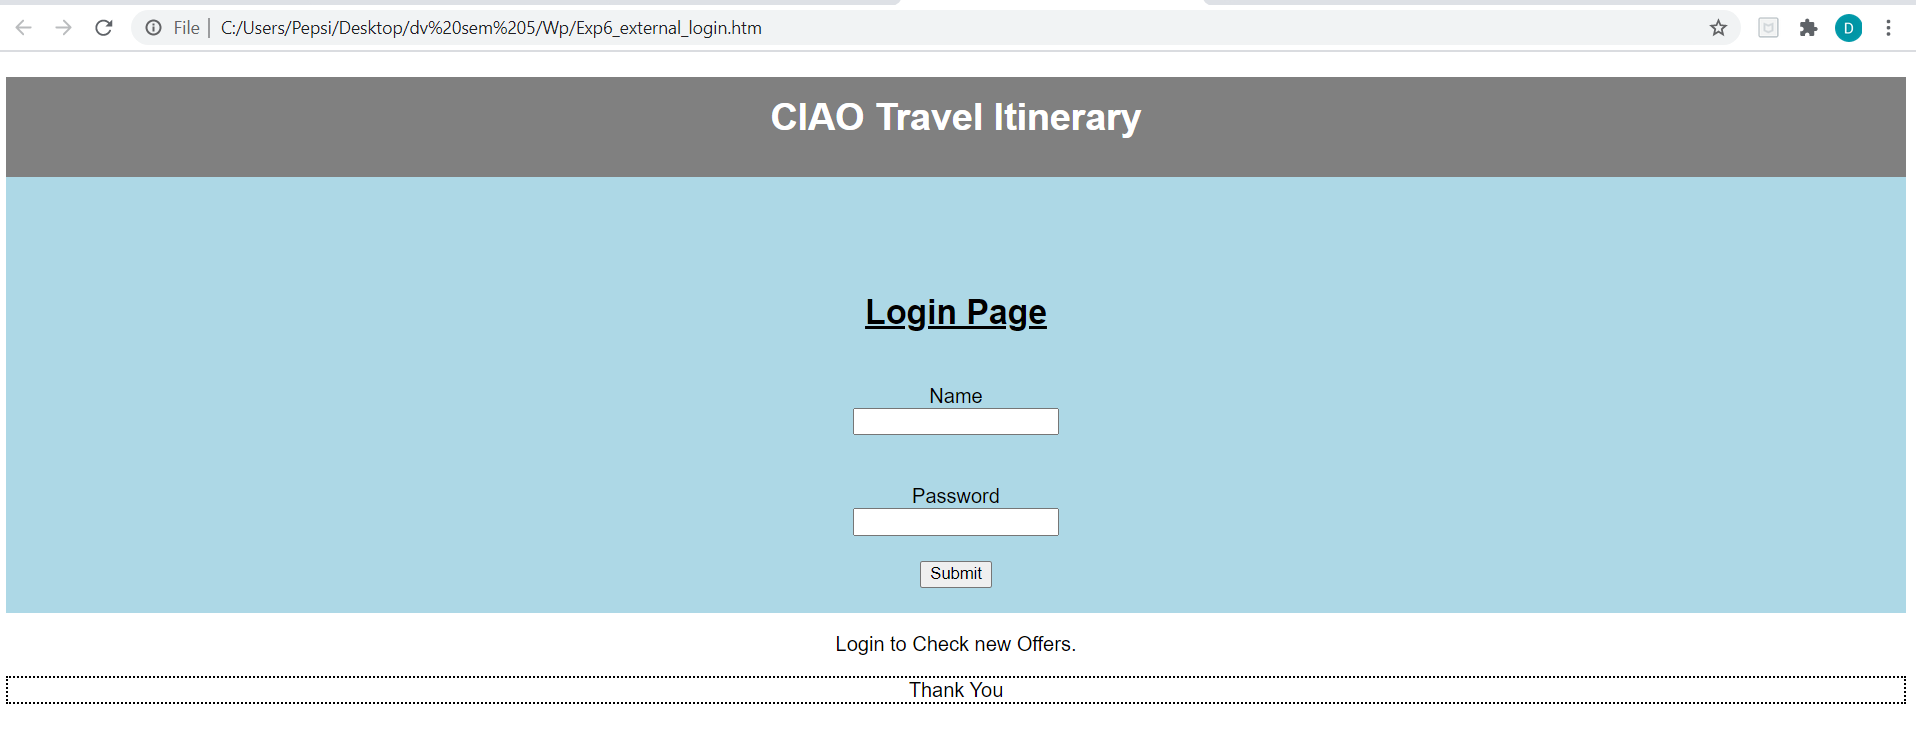 File | C:/Users/Pepsi/Desktop/dv%20sem%205/Wp/Exp6_external_login.htm
D
CIAO Travel Itinerary
Login Page
Name
Password
Submit
Login to Check new Offers.
Thank You